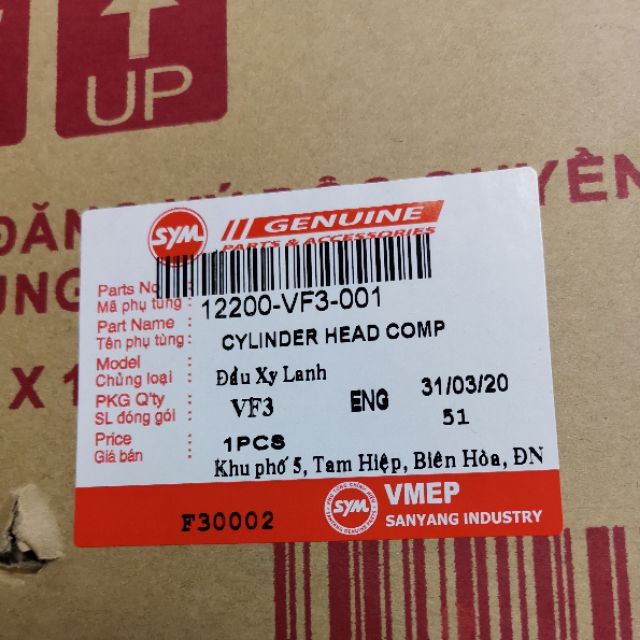 UP
SYM GENUINE
PARTS & ACCESSORIES
Parts No
Mã phụ tùng : 12200-VF3-001
Part Name :
Tên phụ tùng : CYLINDER HEAD COMP
Model
Chủng loại : Đầu Xy Lanh
PKG Q'ty
SL đóng gói : VF3 ENG 31/03/20
51
Price : 1PCS
Giá bán Khu phố 5, Tam Hiệp, Biên Hòa, ĐN
F30002 SYM VMEP
SANYANG INDUSTRY
X 1